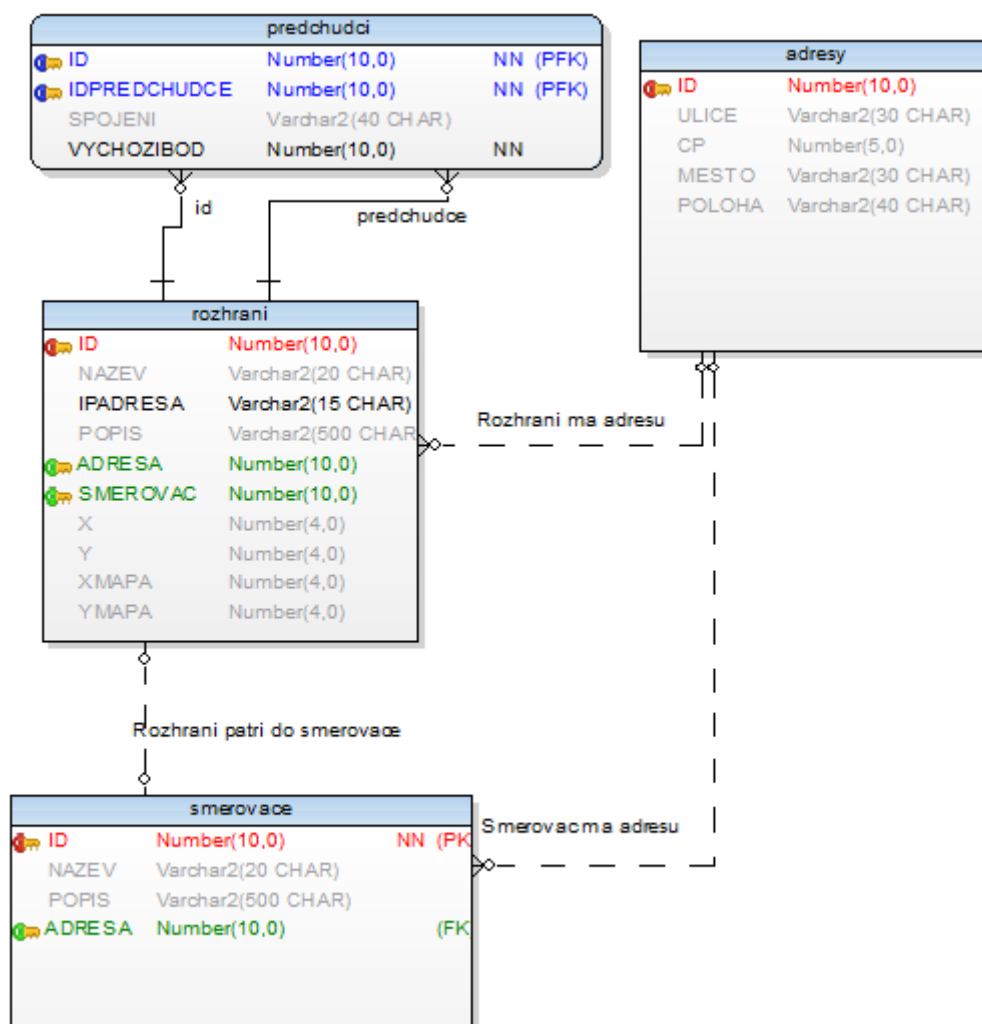 predchudci
ID Number(10,0) NN (PFK)
IDPREDCHUDCE Number(10,0) NN (PFK)
SPOJENI Varchar2(40 CHAR)
VYCHOZIBOD Number(10,0) NN
adresy
ID Number(10,0)
ULICE Varchar2(30 CHAR)
CP Number(5,0)
MESTO Varchar2(30 CHAR)
POLOHA Varchar2(40 CHAR)
id
predchudce
rozhrani
ID Number(10,0)
NAZEV Varchar2(20 CHAR)
IPADRESA Varchar2(15 CHAR)
POPIS Varchar2(500 CHAR
ADRESA Number(10,0)
SMEROVAC Number(10,0)
X Number(4,0)
Y Number(4,0)
XMAPA Number(4,0)
YMAPA Number(4,0)
Rozhrani ma adresu
Rozhrani patri do smerovace
smerovace
ID Number(10,0) NN (PK
NAZEV Varchar2(20 CHAR)
POPIS Varchar2(500 CHAR)
ADRESA Number(10,0) (FK
Smerovac ma adresu